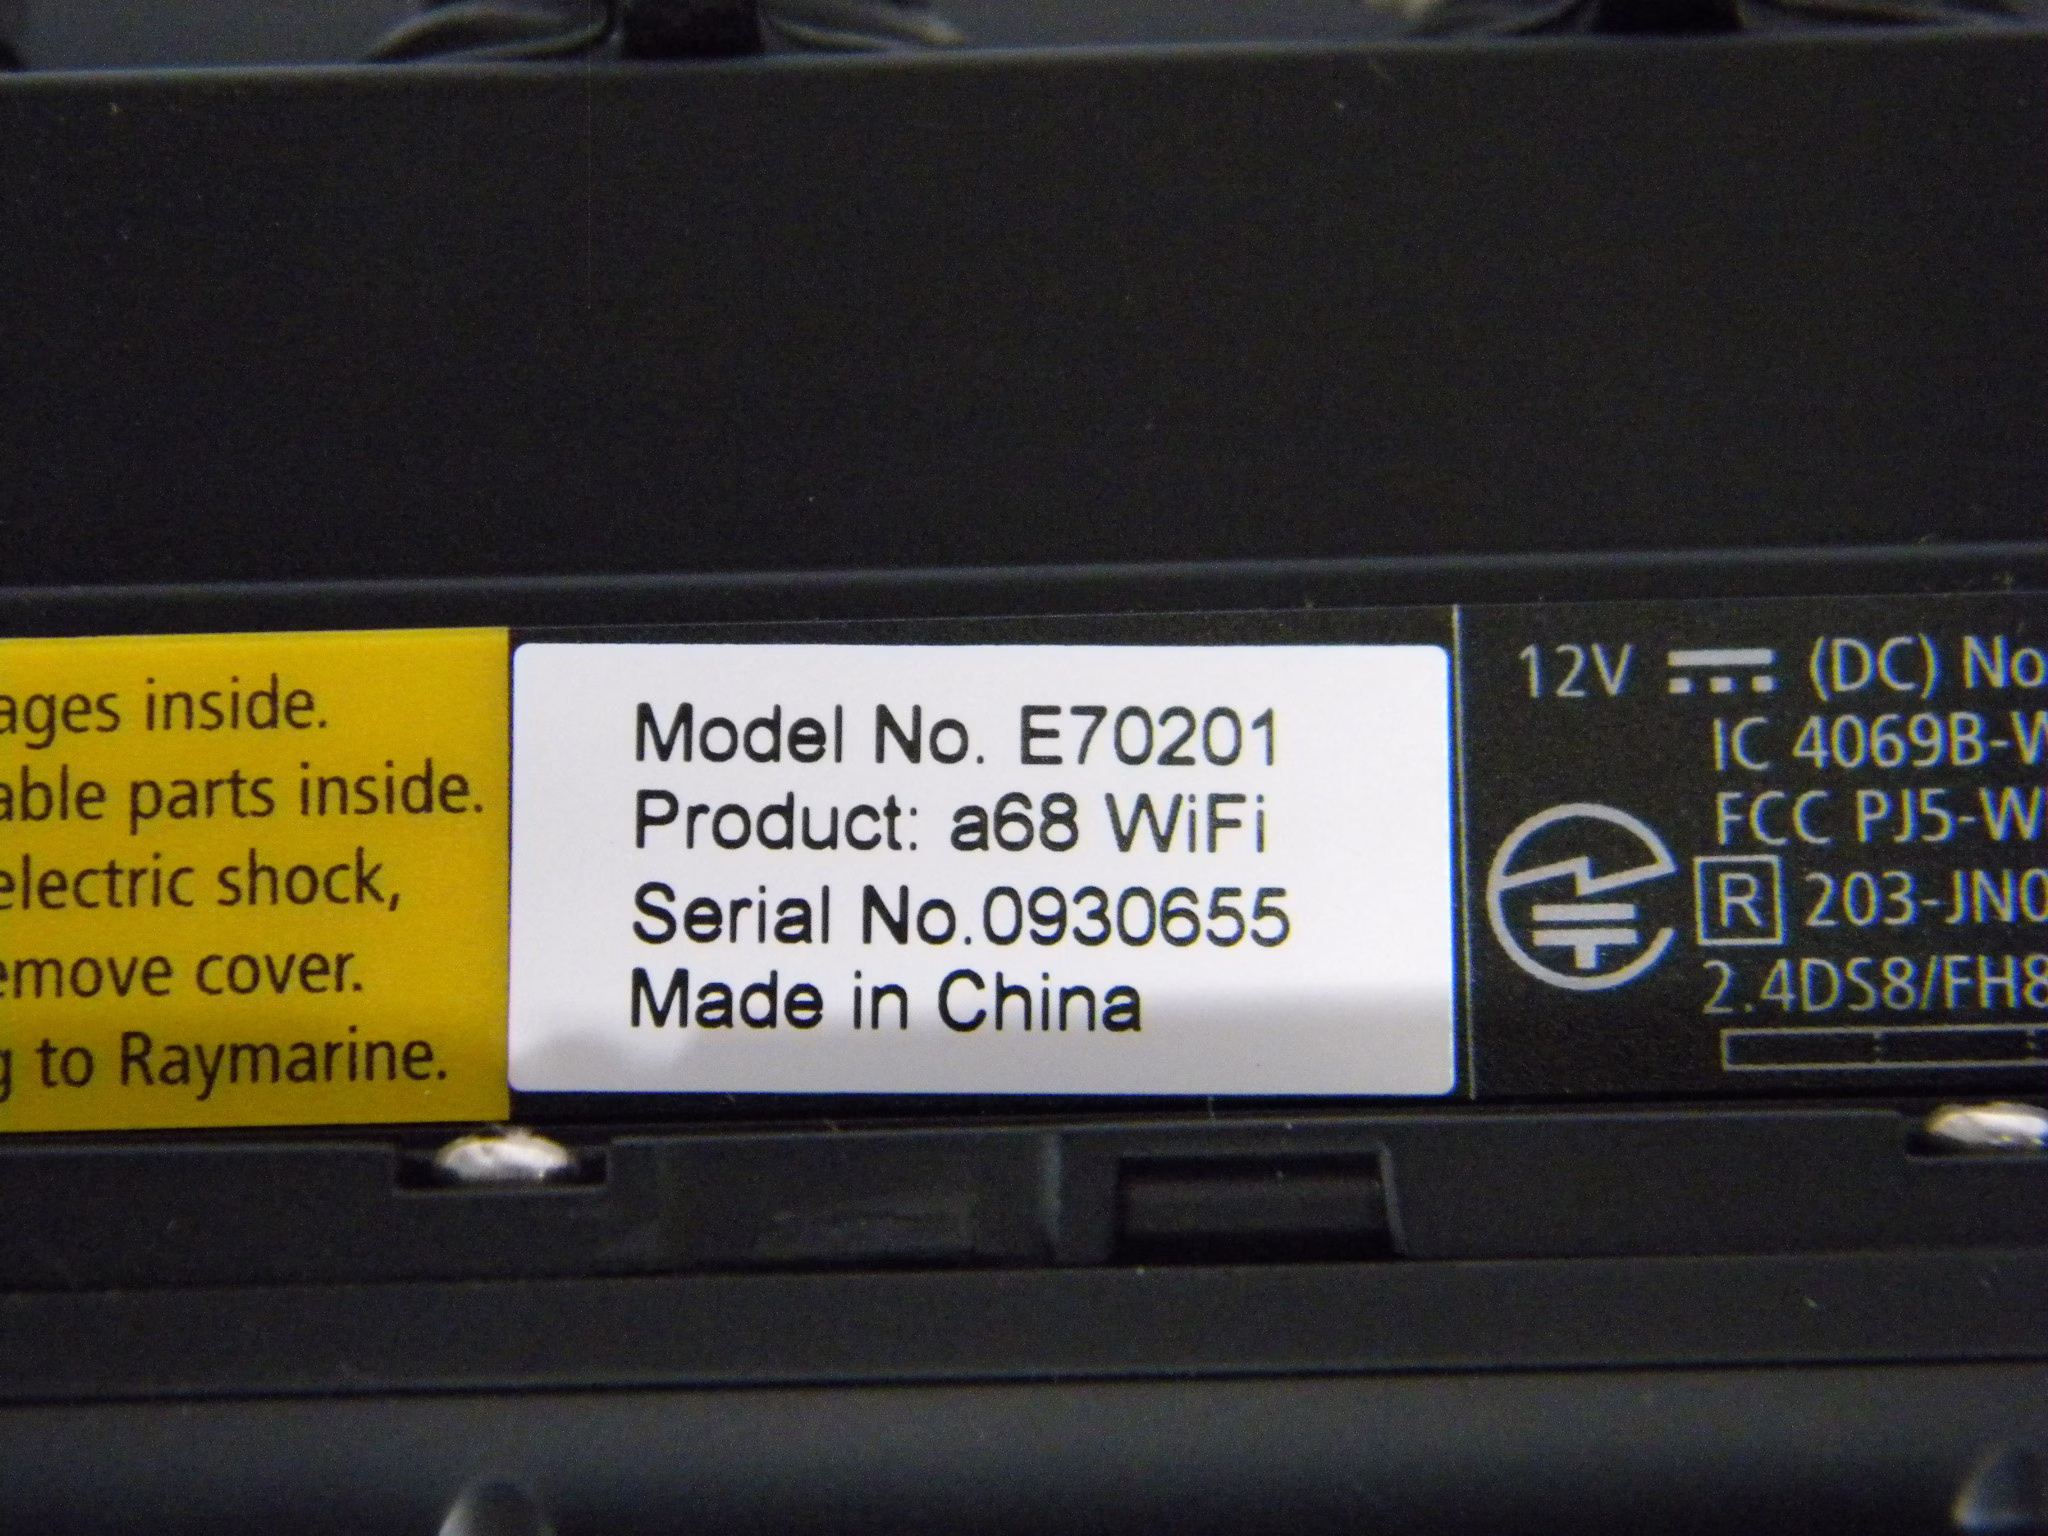 ages inside.
able parts inside.
electric shock,
emove cover.
g to Raymarine.
Model No. E70201
Product: a68 WiFi
Serial No.0930655
Made in China
12V (DC) No
IC 4069B-W
FCC PJ5-W
R 203-JN0
2.4DS8/FH8